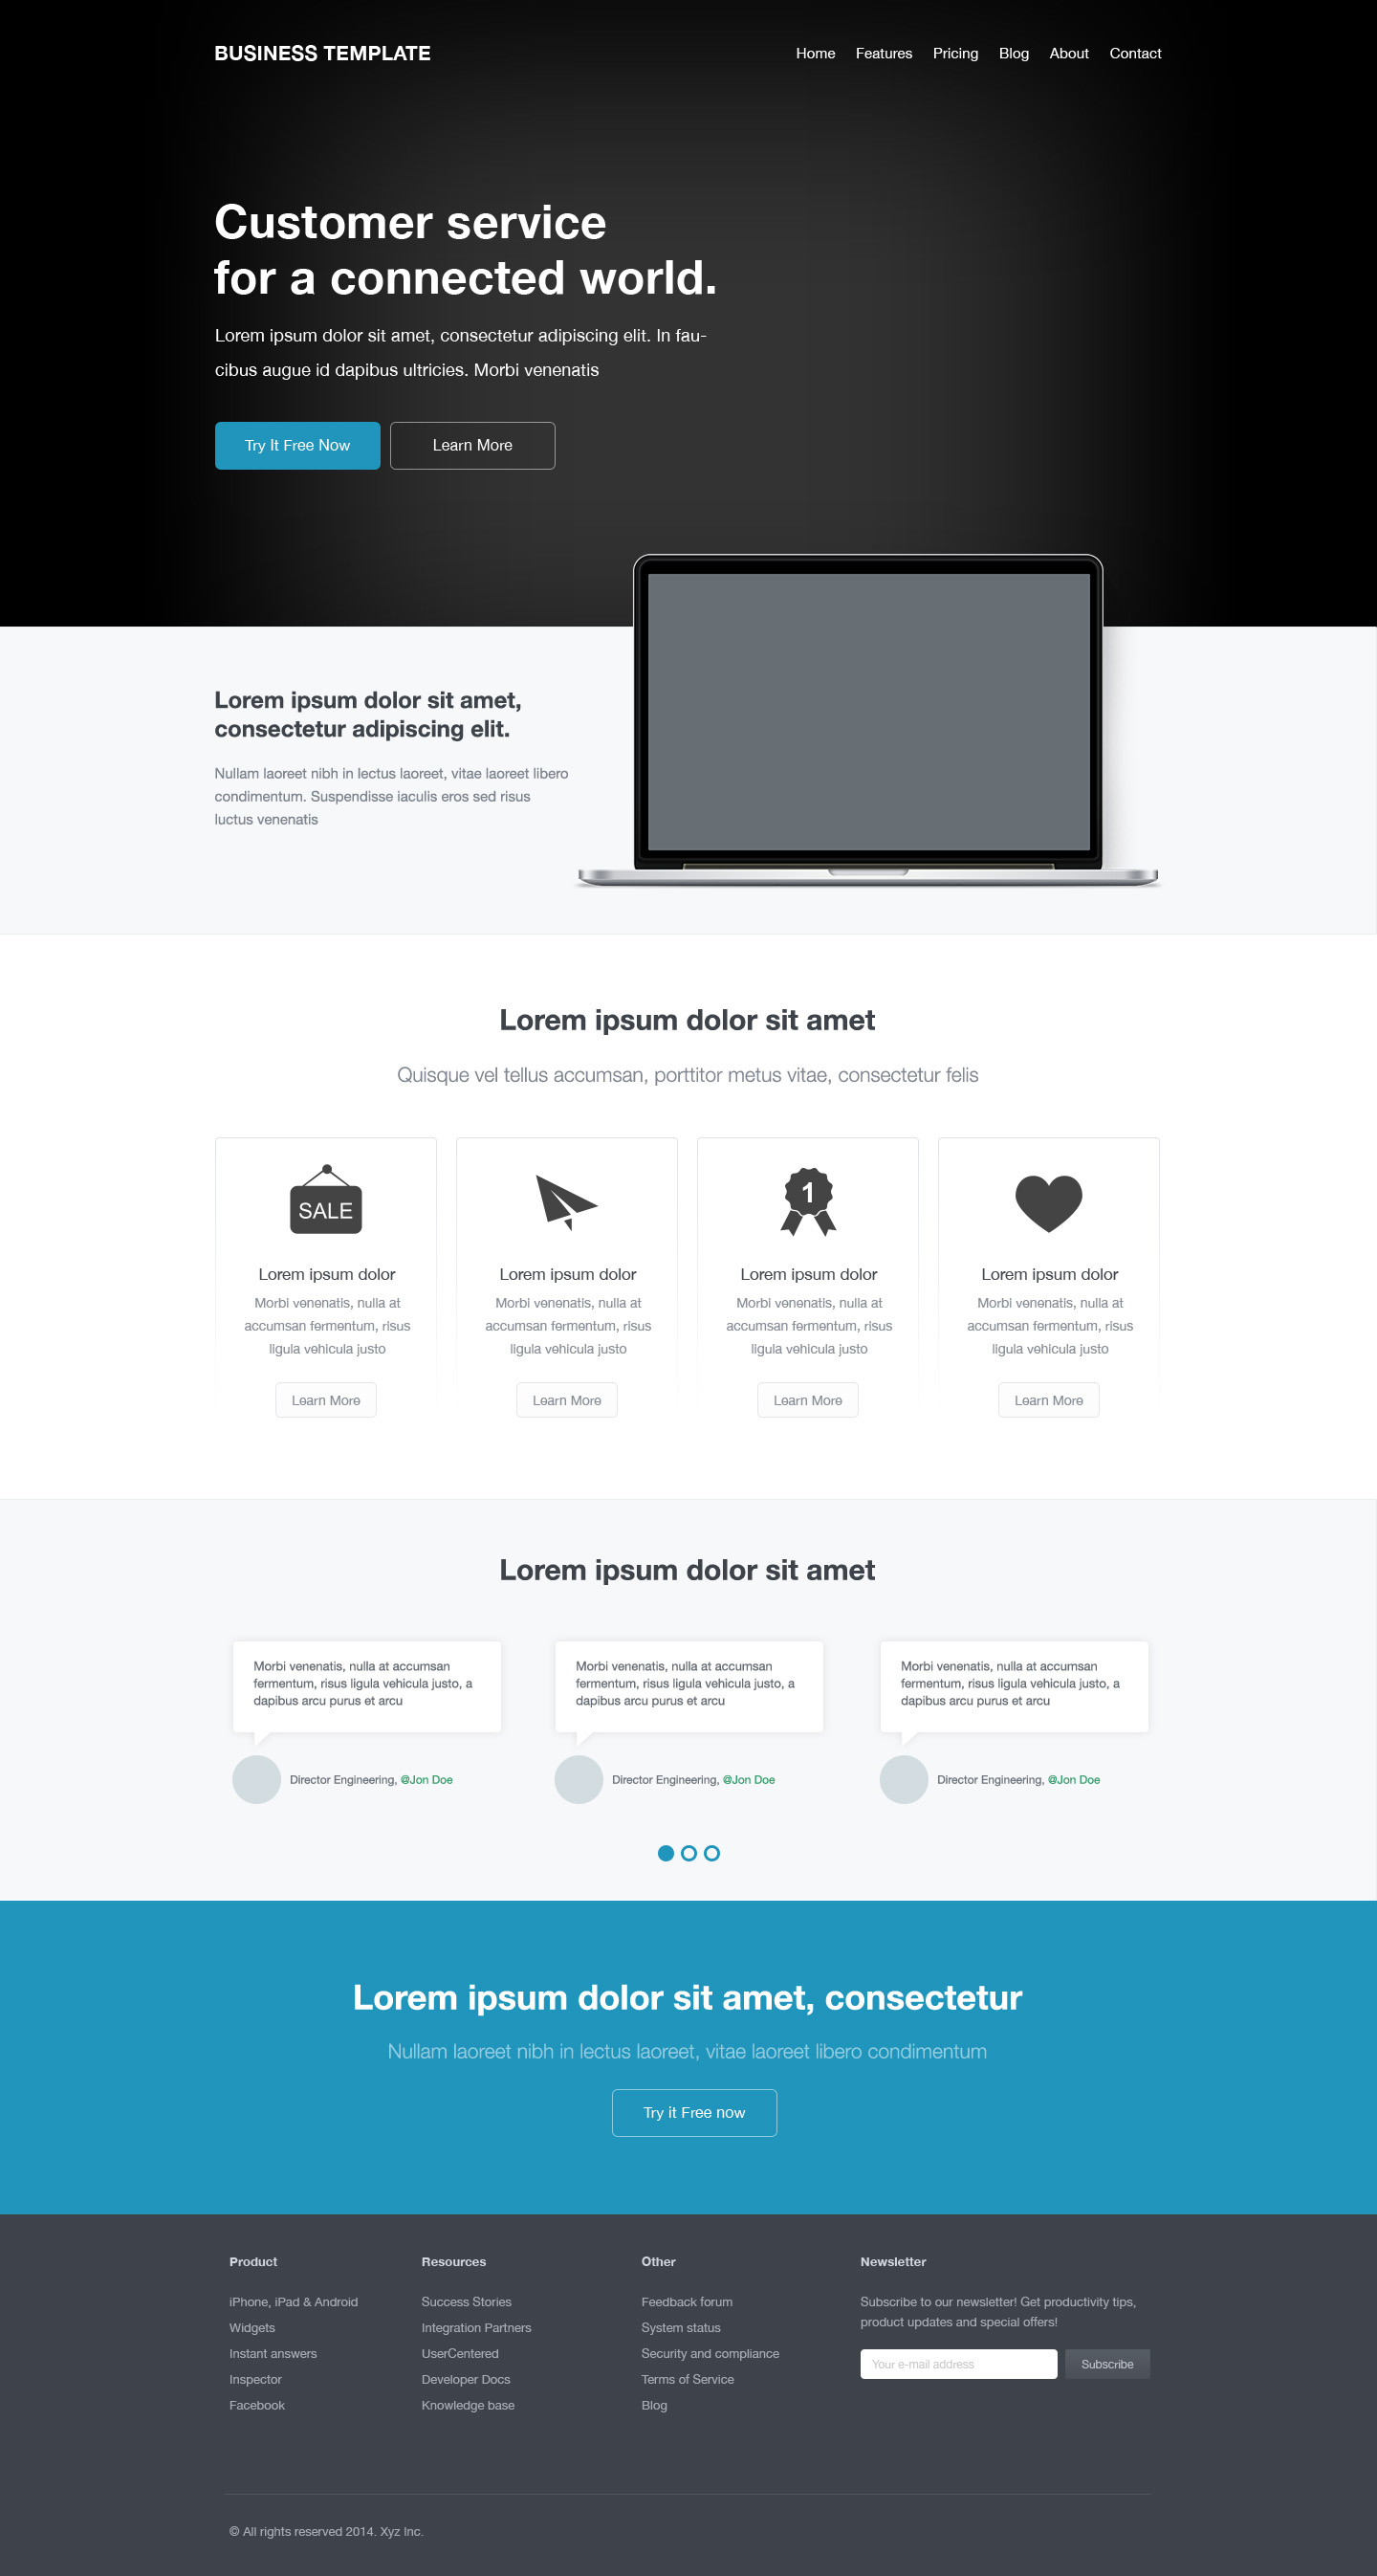 BUSINESS TEMPLATE
Home Features Pricing Blog About Contact
Customer service
for a connected world.
Lorem ipsum dolor sit amet, consectetur adipiscing elit. In fau-
cibus augue id dapibus ultricies. Morbi venenatis
Try It Free Now
Learn More
Lorem ipsum dolor sit amet,
consectetur adipiscing elit.
Nullam laoreet nibh in lectus laoreet, vitae laoreet libero
condimentum. Suspendisse iaculis eros sed risus
luctus venenatis
Lorem ipsum dolor sit amet
Quisque vel tellus accumsan, porttitor metus vitae, consectetur felis
SALE
Lorem ipsum dolor
Morbi venenatis, nulla at
accumsan fermentum, risus
ligula vehicula justo
Learn More
Lorem ipsum dolor
Morbi venenatis, nulla at
accumsan fermentum, risus
ligula vehicula justo
Learn More
1
Lorem ipsum dolor
Morbi venenatis, nulla at
accumsan fermentum, risus
ligula vehicula justo
Learn More
Lorem ipsum dolor
Morbi venenatis, nulla at
accumsan fermentum, risus
ligula vehicula justo
Learn More
Lorem ipsum dolor sit amet
Morbi venenatis, nulla at accumsan
fermentum, risus ligula vehicula justo, a
dapibus arcu purus et arcu
Director Engineering, @Jon Doe
Morbi venenatis, nulla at accumsan
fermentum, risus ligula vehicula justo, a
dapibus arcu purus et arcu
Director Engineering, @Jon Doe
Morbi venenatis, nulla at accumsan
fermentum, risus ligula vehicula justo, a
dapibus arcu purus et arcu
Director Engineering, @Jon Doe
Lorem ipsum dolor sit amet, consectetur
Nullam laoreet nibh in lectus laoreet, vitae laoreet libero condimentum
Try it Free now
Product
iPhone, iPad & Android
Widgets
Instant answers
Inspector
Facebook
Resources
Success Stories
Integration Partners
UserCentered
Developer Docs
Knowledge base
Other
Feedback forum
System status
Security and compliance
Terms of Service
Blog
Newsletter
Subscribe to our newsletter! Get productivity tips,
product updates and special offers!
Your e-mail address
Subscribe
© All rights reserved 2014. Xyz Inc.